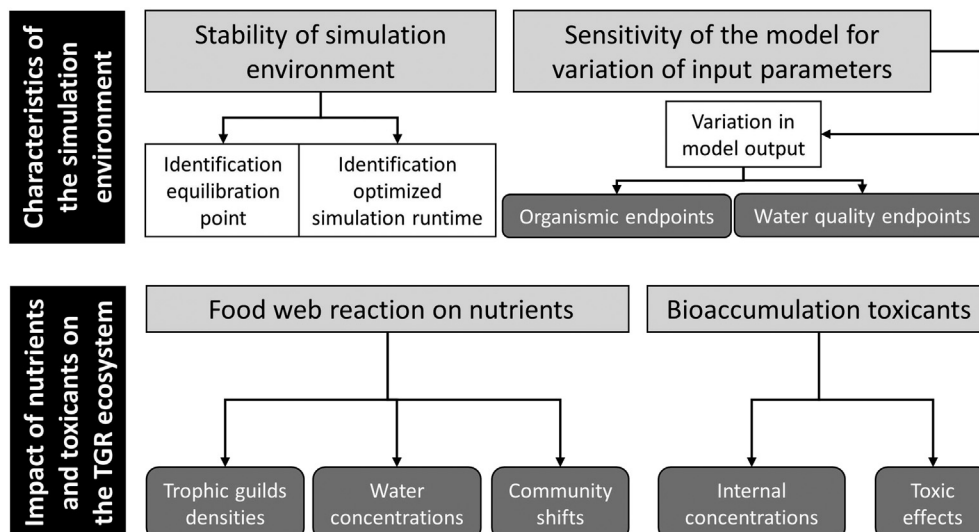 Characteristics of
the simulation
environment
Stability of simulation
environment
Identification
equilibration
point
Identification
optimized
simulation runtime
Sensitivity of the model for
variation of input parameters
Variation in
model output
Organismic endpoints
Water quality endpoints
Impact of nutrients
and toxicants on
the TGR ecosystem
Food web reaction on nutrients
Trophic guilds
densities
Water
concentrations
Community
shifts
Bioaccumulation toxicants
Internal
concentrations
Toxic
effects